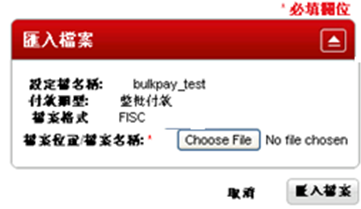 * 必填欄位
匯入檔案
設定檔名稱: bulkpay_test
付款類型: 整批付款
檔案格式 FISC
檔案位置/檔案名稱: * Choose File No file chosen
取消 匯入檔案